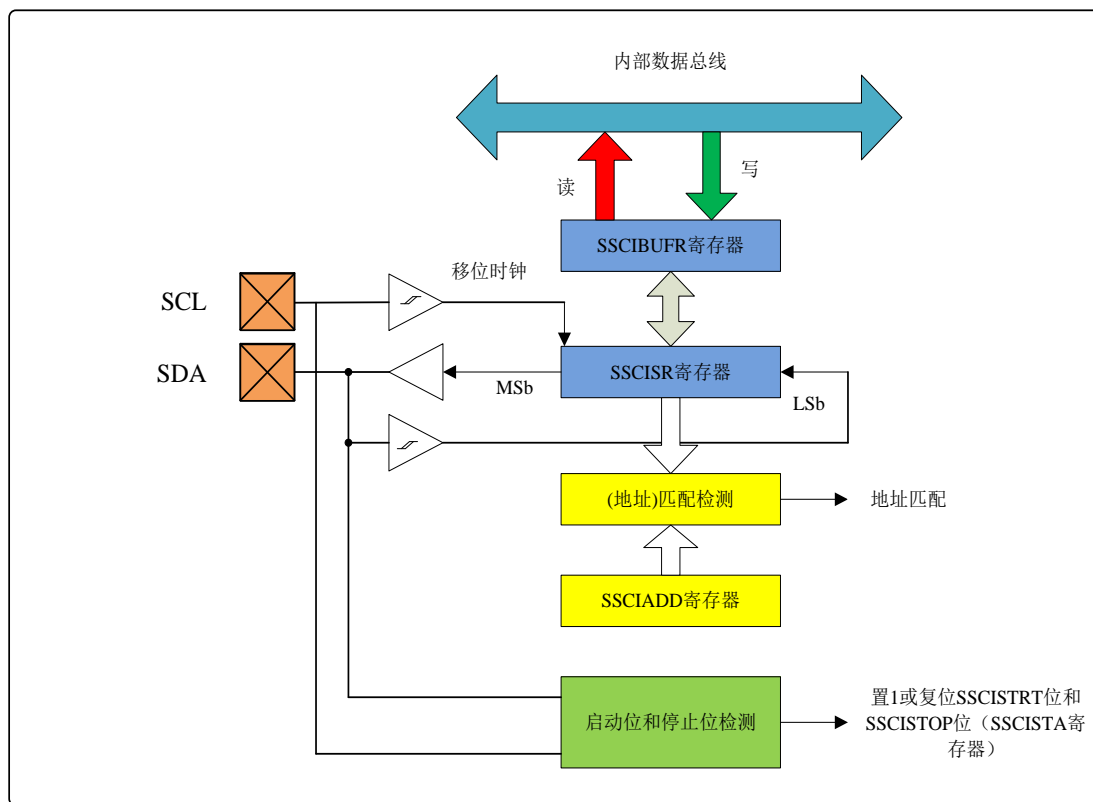 内部数据总线
读
写
SSCIBUFR寄存器
移位时钟
SCL
SDA
SSCISR寄存器
MSb
LSb
(地址)匹配检测
地址匹配
SSCIADD寄存器
启动位和停止位检测
置1或复位SSCISTRT位和
SSCISTOP位（SSCISTA寄
存器）